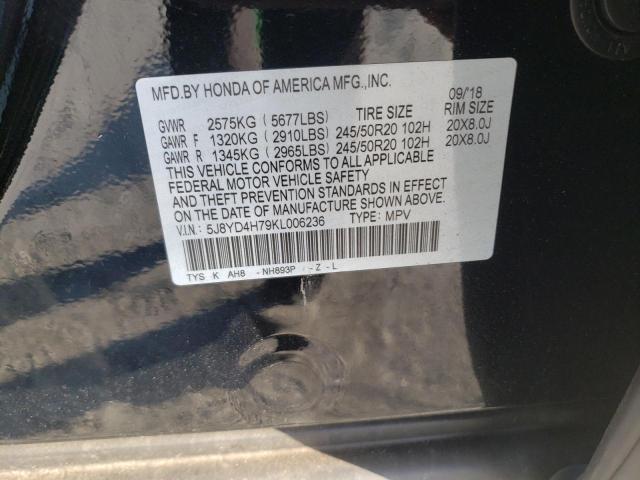 MFD.BY HONDA OF AMERICA MFG.,INC. 09/'18
GVWR 2575KG (5677LBS) TIRE SIZE RIM SIZE
GAWR F 1320KG (2910LBS) 245/50R20 102H 20X8.0J
GAWR R 1345KG (2965LBS) 245/50R20 102H 20X8.0J
THIS VEHICLE CONFORMS TO ALL APPLICABLE
FEDERAL MOTOR VEHICLE SAFETY
AND THEFT PREVENTION STANDARDS IN EFFECT
ON THE DATE OF MANUFACTURE SHOWN ABOVE.
V.I.N.: 5J8YD4H79KL006236 TYPE: MPV
TYS K AH8 -NH893P -Z -L